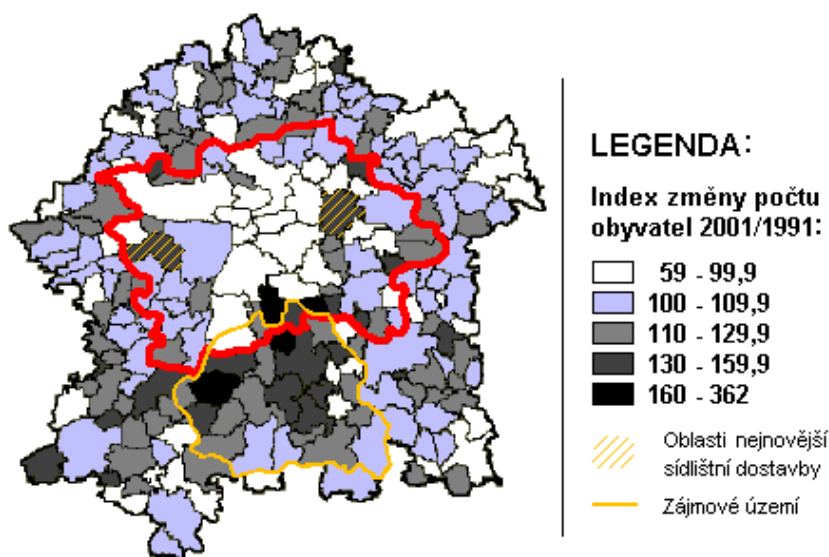 LEGENDA:
Index změny počtu
obyvatel 2001/1991:
59 - 99,9
100 - 109,9
110 - 129,9
130 - 159,9
160 - 362
Oblasti nejnovější
sídlištní dostavby
Zájmové území